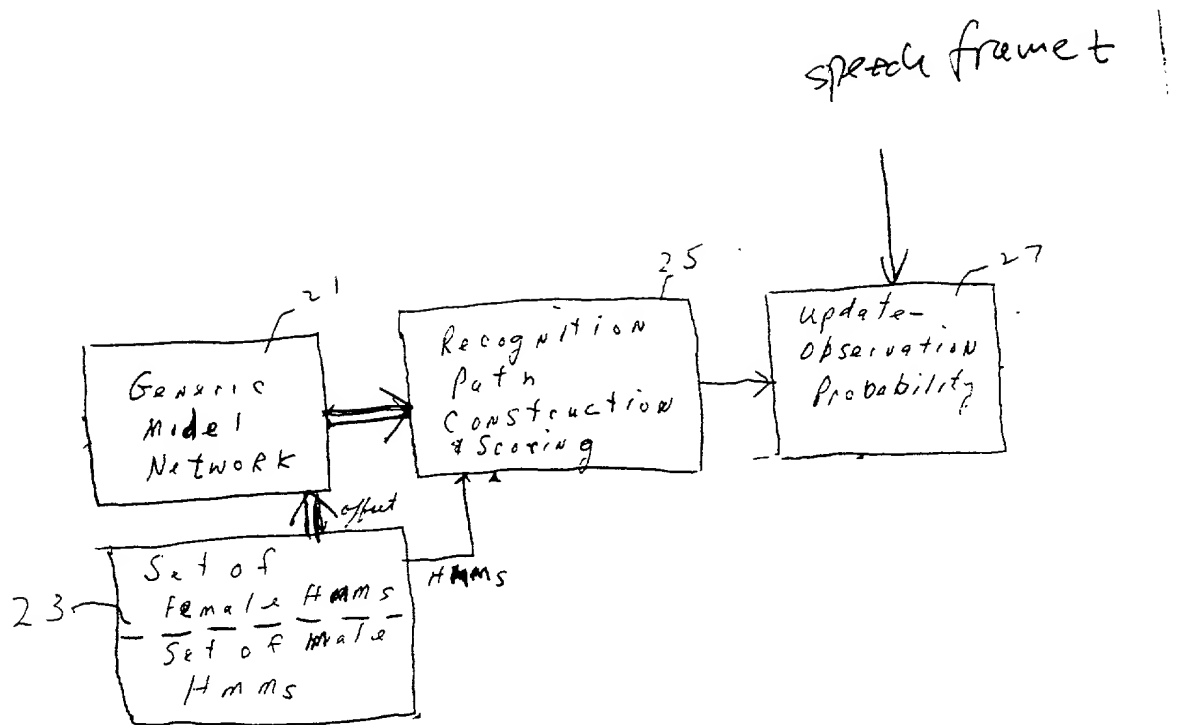 speech frame t
25
27
21
Update-
Observation
Probability
Recognition
Path
Construction
& Scoring
Generic
Model
Network
offset
Set of
Female HMMs
Set of male
HMMs
HMMs
23